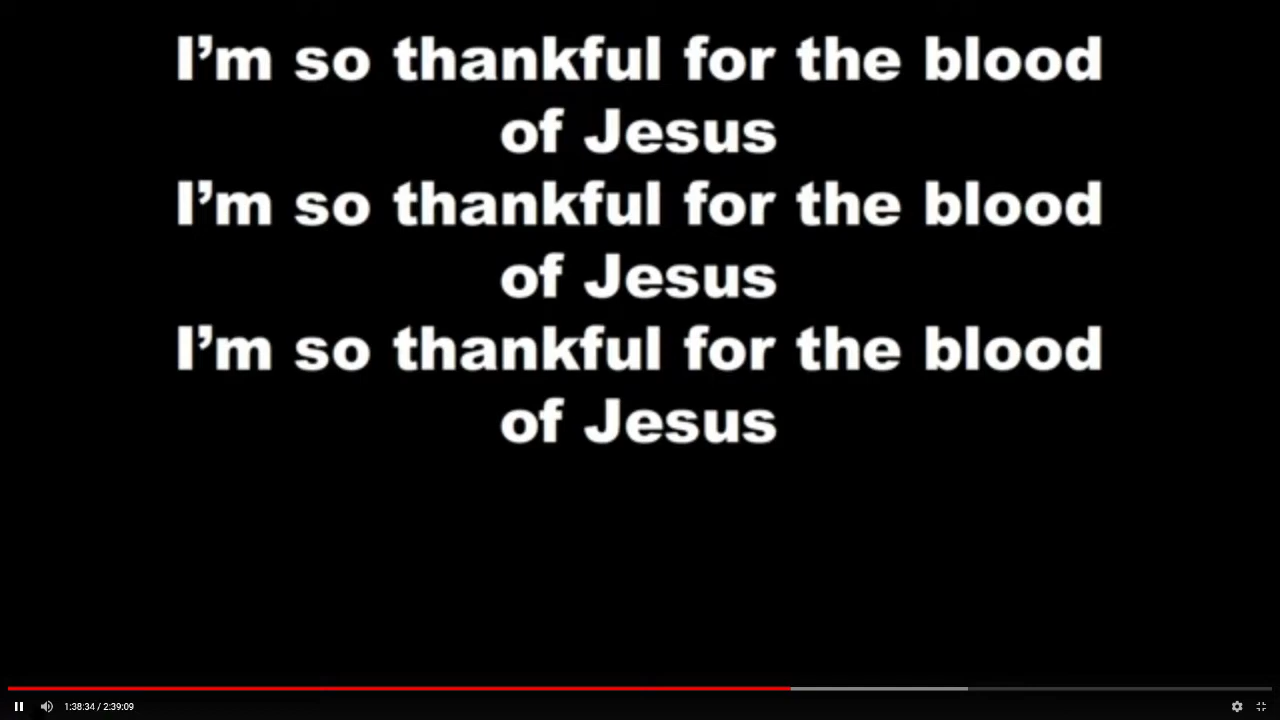 I’m so thankful for the blood
of Jesus
I’m so thankful for the blood
of Jesus
I’m so thankful for the blood
of Jesus
1:38:34 / 2:39:09